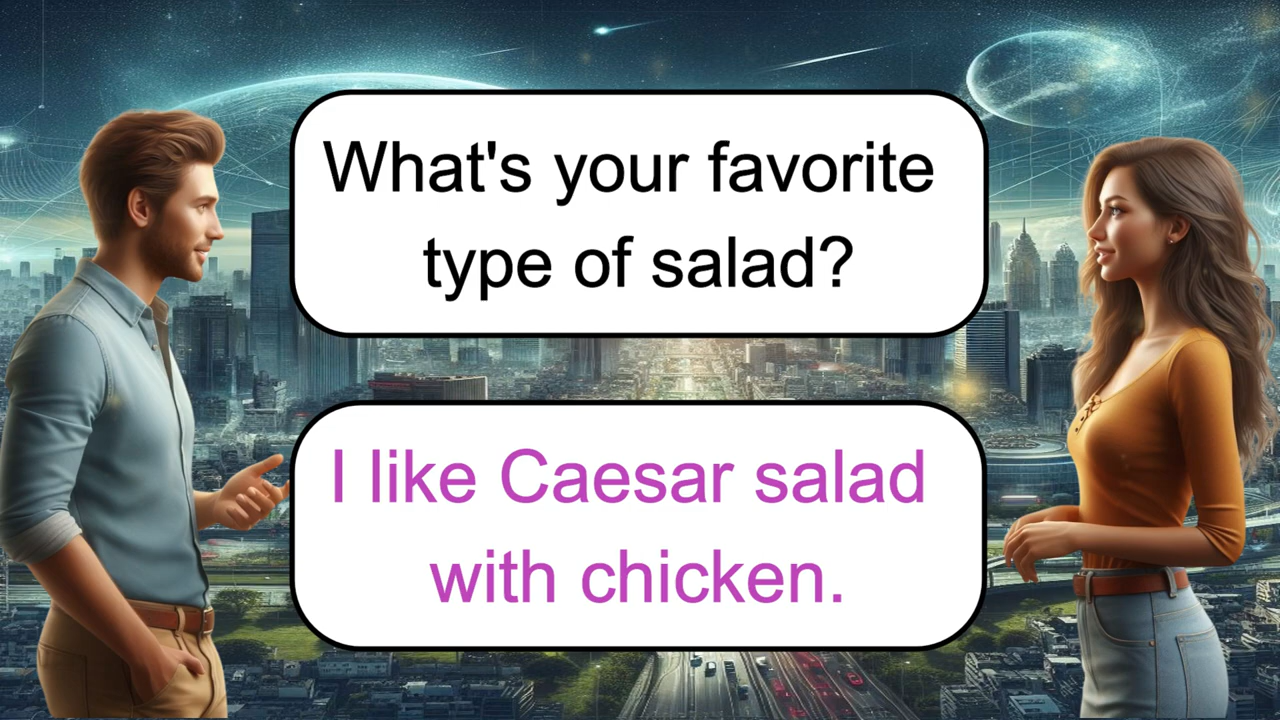 What's your favorite
type of salad?
I like Caesar salad
with chicken.